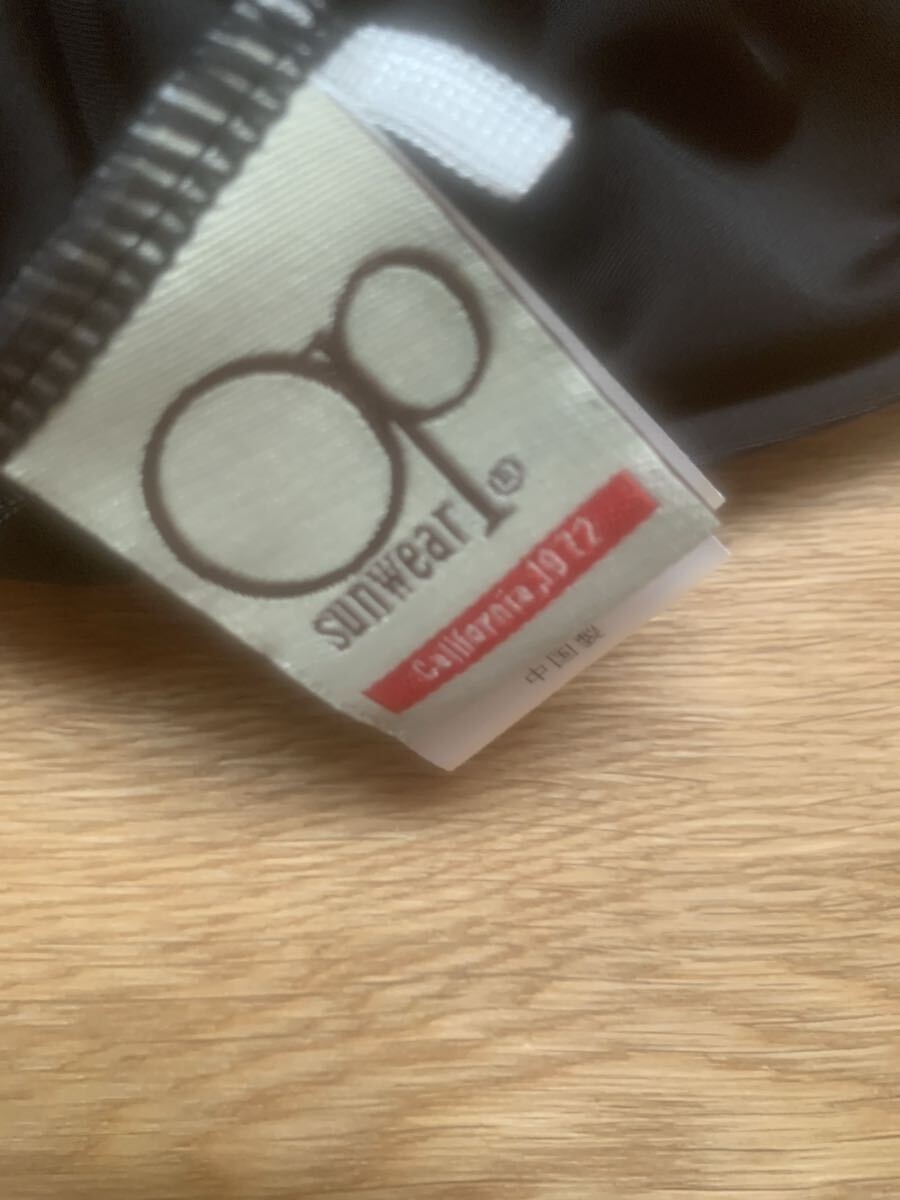 Op
®
sunwear
California,1972
中国製